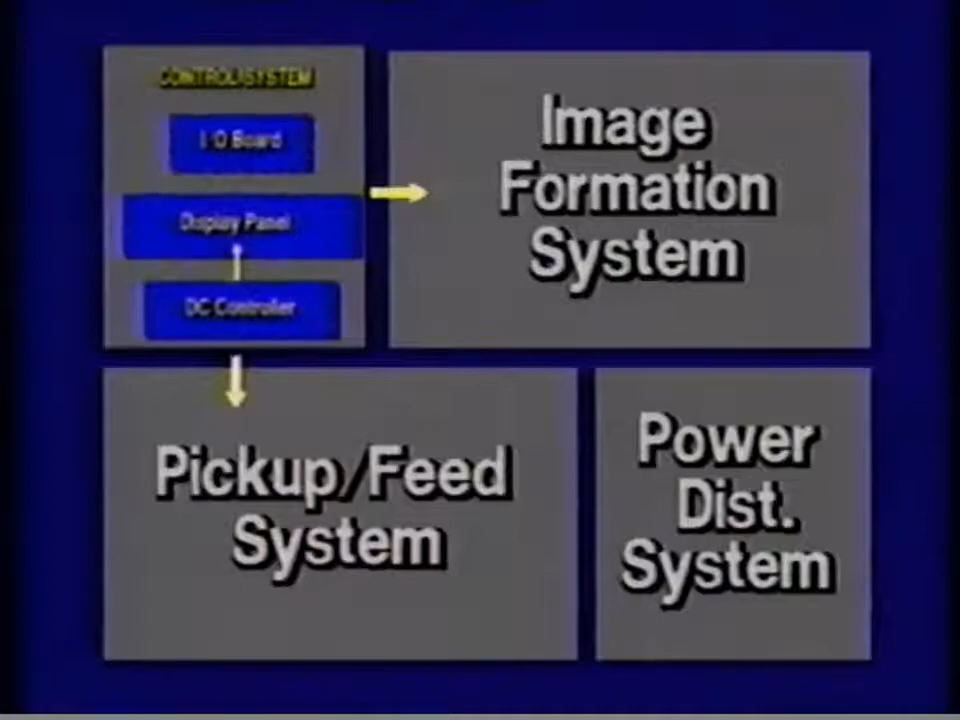 CONTROL SYSTEM
I/O Board
Display Panel
DC Controller
Image
Formation
System
Pickup/Feed
System
Power
Dist.
System